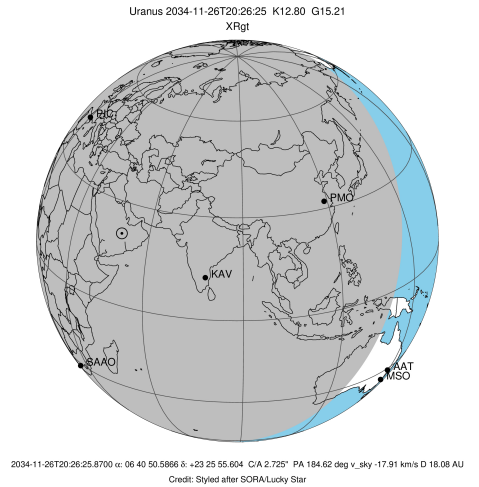 Uranus 2034-11-26T20:26:25 K12.80 G15.21
XRgt
PIC
PMO
KAV
SAAO
AAT
MSO
2034-11-26T20:26:25.8700 α: 06 40 50.5866 δ: +23 25 55.604 C/A 2.725" PA 184.62 deg v_sky -17.91 km/s D 18.08 AU
Credit: Styled after SORA/Lucky Star